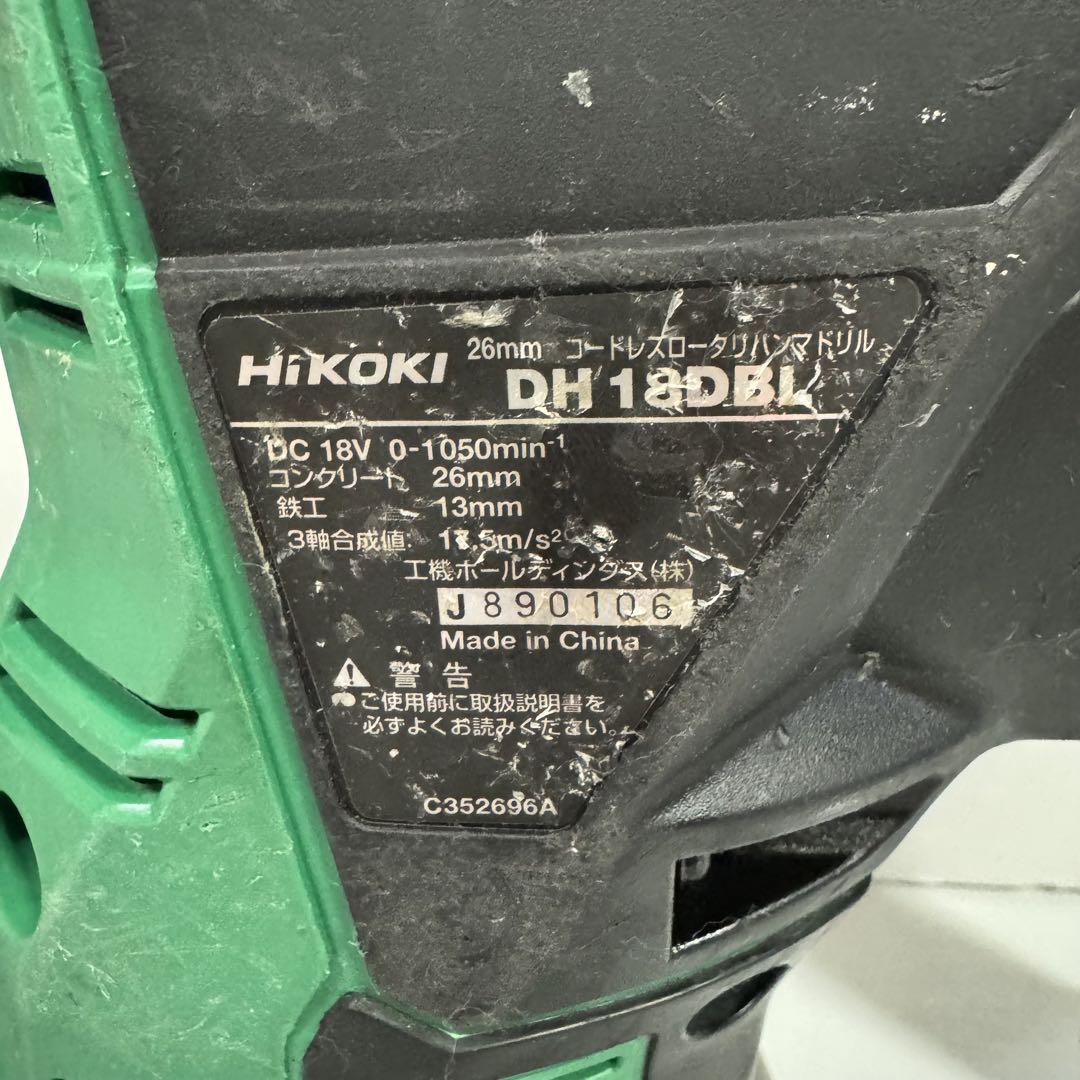 26mm コードレスロータリハンマドリル
HiKOKI DH 18DBL
DC 18V 0-1050min⁻¹
コンクリート 26mm
鉄工 13mm
3軸合成値
工機ホールディングス(株)
J890106
Made in China
警告
ご使用前に取扱説明書を
必ずよくお読みください。
C352696A